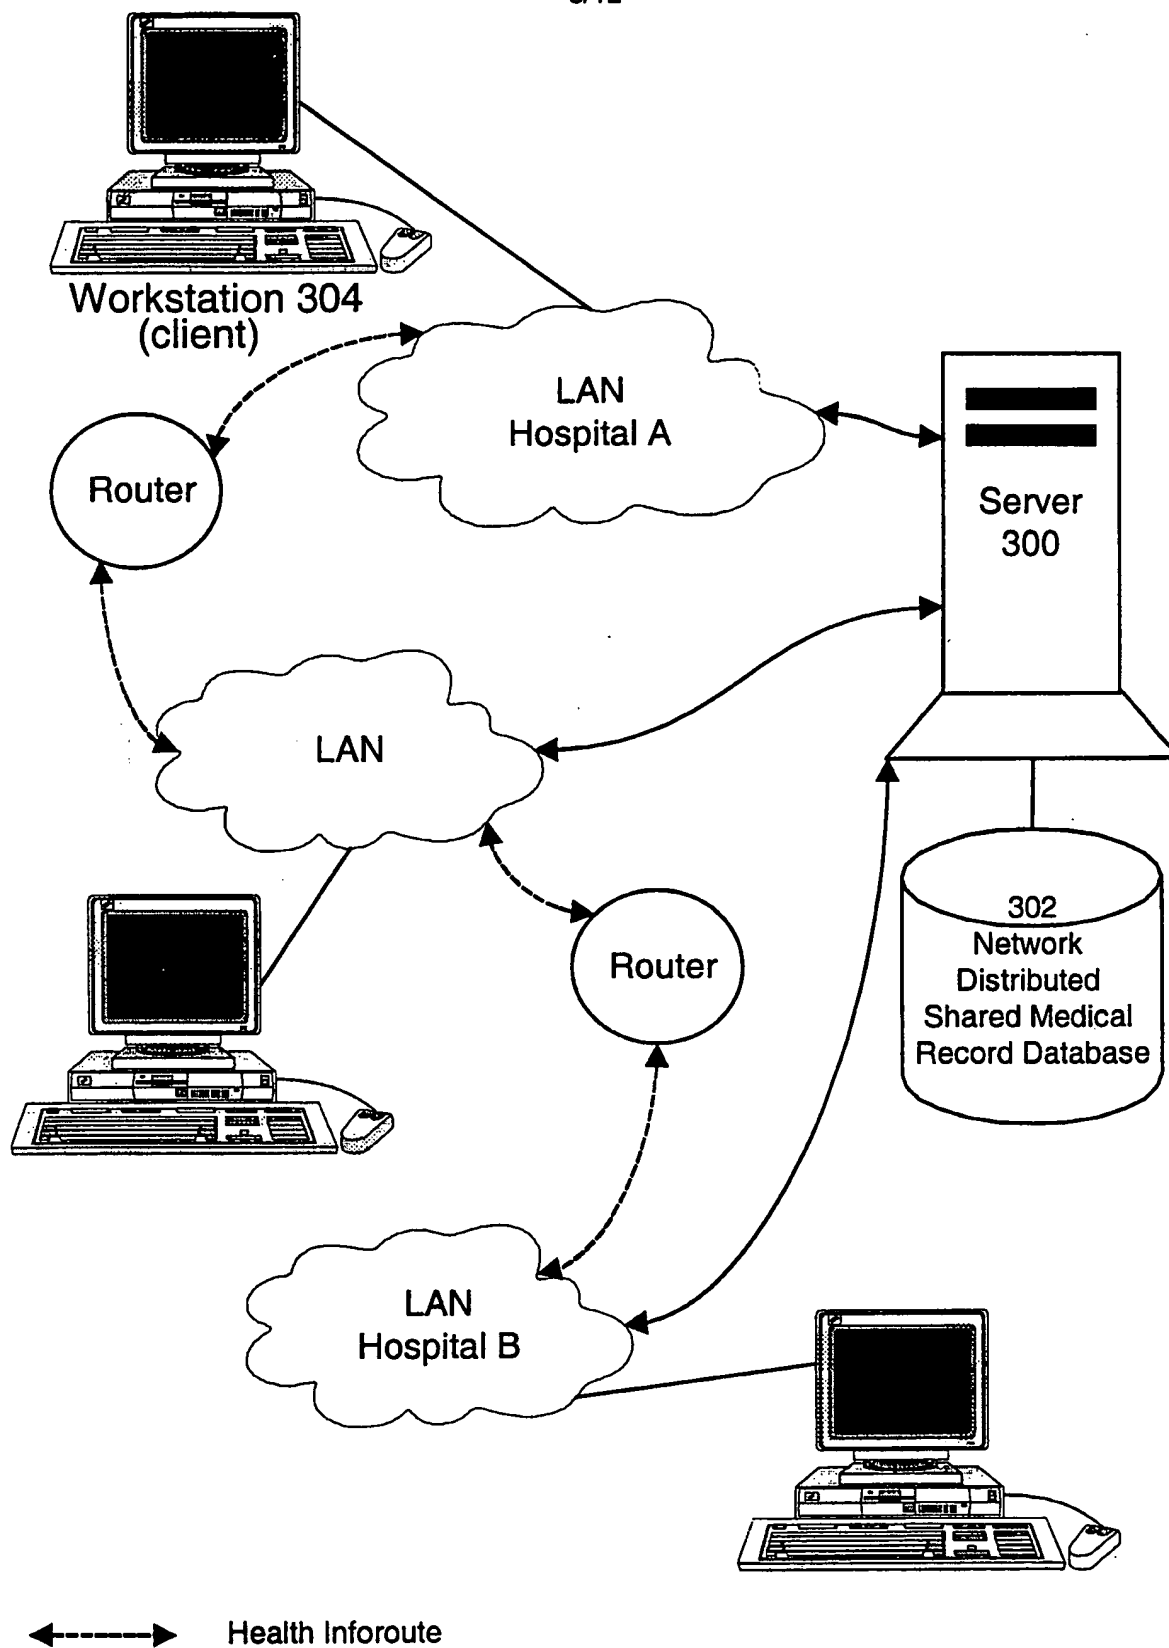 Workstation 304
(client)
LAN
Hospital A
Router
Server
300
LAN
302
Network
Distributed
Shared Medical
Record Database
Router
LAN
Hospital B
Health Inforoute